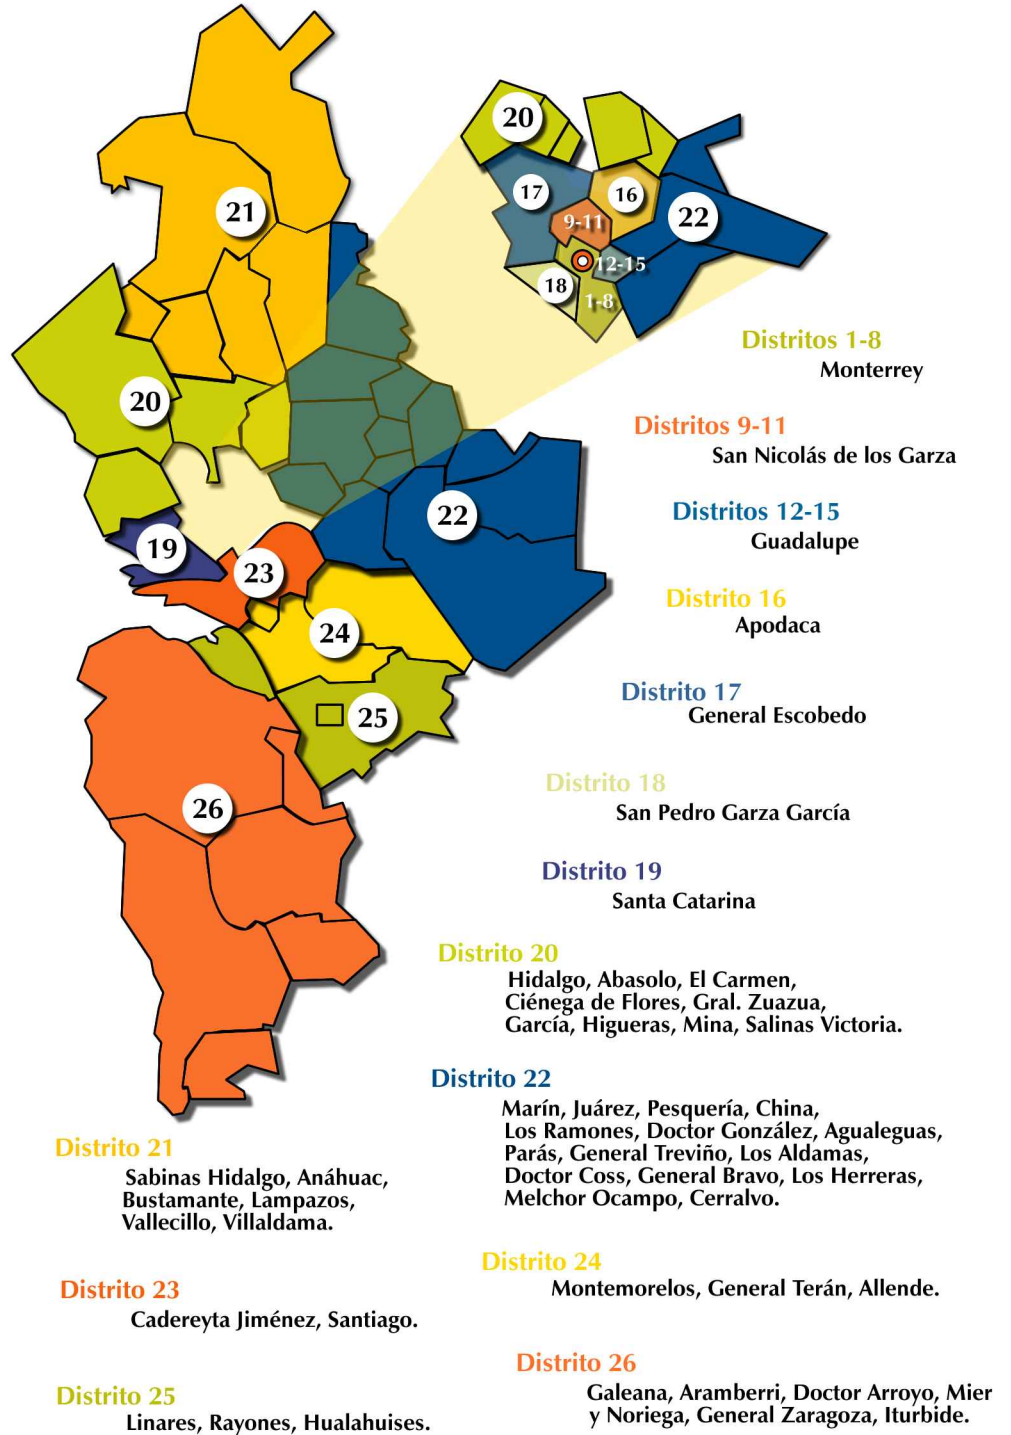 20
17
16
9-11
22
12-15
18
1-8
21
20
22
19
23
24
25
26
Distritos 1-8
Monterrey
Distritos 9-11
San Nicolás de los Garza
Distritos 12-15
Guadalupe
Distrito 16
Apodaca
Distrito 17
General Escobedo
Distrito 18
San Pedro Garza García
Distrito 19
Santa Catarina
Distrito 20
Hidalgo, Abasolo, El Carmen,
Ciénega de Flores, Gral. Zuazua,
García, Higueras, Mina, Salinas Victoria.
Distrito 22
Marín, Juárez, Pesquería, China,
Los Ramones, Doctor González, Agualeguas,
Parás, General Treviño, Los Aldamas,
Doctor Coss, General Bravo, Los Herreras,
Melchor Ocampo, Cerralvo.
Distrito 21
Sabinas Hidalgo, Anáhuac,
Bustamante, Lampazos,
Vallecillo, Villaldama.
Distrito 24
Montemorelos, General Terán, Allende.
Distrito 23
Cadereyta Jiménez, Santiago.
Distrito 26
Galeana, Aramberri, Doctor Arroyo, Mier
y Noriega, General Zaragoza, Iturbide.
Distrito 25
Linares, Rayones, Hualahuises.